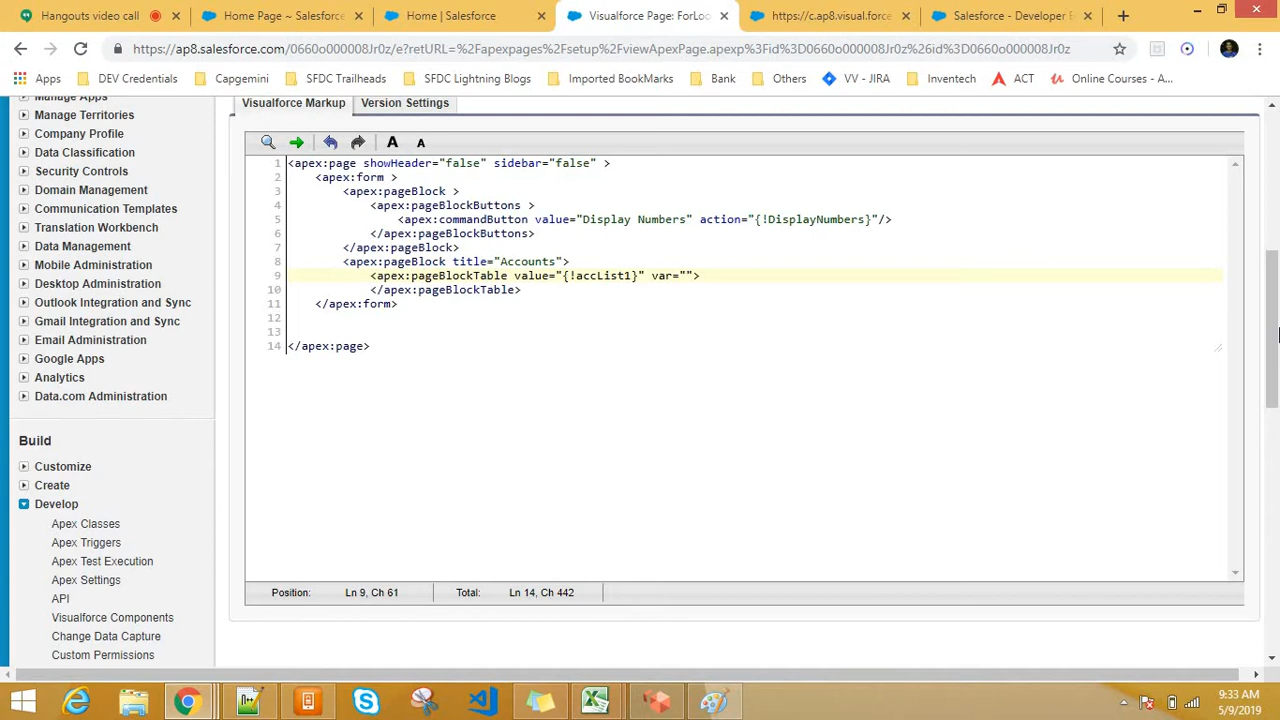 Hangouts video call
Home Page ~ Salesforce
Home | Salesforce
Visualforce Page: ForLoo
https://c.ap8.visual.force
Salesforce - Developer E
https://ap8.salesforce.com/0660o000008Jr0z/e?retURL=%2Fapexpages%2Fsetup%2FviewApexPage.apexp%3Fid%3D0660o000008Jr0z%26id%3D0660o000008Jr0z
Apps
DEV Credentials
Capgemini
SFDC Trailheads
SFDC Lightning Blogs
Imported BookMarks
Bank
Others
VV - JIRA
Inventech
ACT
Online Courses - A...
Manage Apps
Manage Territories
Company Profile
Data Classification
Security Controls
Domain Management
Communication Templates
Translation Workbench
Data Management
Mobile Administration
Desktop Administration
Outlook Integration and Sync
Gmail Integration and Sync
Email Administration
Google Apps
Analytics
Data.com Administration
Build
Customize
Create
Develop
Apex Classes
Apex Triggers
Apex Test Execution
Apex Settings
API
Visualforce Components
Change Data Capture
Custom Permissions
Visualforce Markup
Version Settings
A A
1 <apex:page showHeader="false" sidebar="false" >
2 <apex:form >
3 <apex:pageBlock >
4 <apex:pageBlockButtons >
5 <apex:commandButton value="Display Numbers" action="{!DisplayNumbers}"/>
6 </apex:pageBlockButtons>
7 </apex:pageBlock>
8 <apex:pageBlock title="Accounts">
9 <apex:pageBlockTable value="{!accList1}" var="">
10 </apex:pageBlockTable>
11 </apex:form>
12
13
14 </apex:page>
Position: Ln 9, Ch 61 Total: Ln 14, Ch 442
9:33 AM
5/9/2019